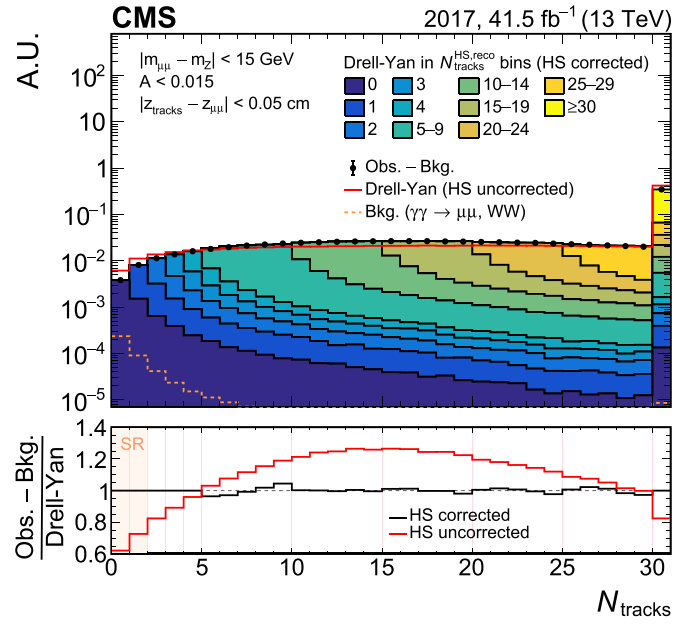 CMS
2017, 41.5 fb⁻¹ (13 TeV)
A.U.
|m_μμ − m_Z| < 15 GeV
A < 0.015
|z_tracks − z_μμ| < 0.05 cm
Drell-Yan in N_tracks^HS,reco bins (HS corrected)
0 3 10–14 25–29
1 4 15–19 ≥30
2 5–9 20–24
Obs. − Bkg.
Drell-Yan (HS uncorrected)
Bkg. (γγ → μμ, WW)
10²
10
1
10⁻¹
10⁻²
10⁻³
10⁻⁴
10⁻⁵
Obs. − Bkg.
Drell-Yan
1.4
1.2
1
0.8
0.6
SR
HS corrected
HS uncorrected
0 5 10 15 20 25 30
N_tracks